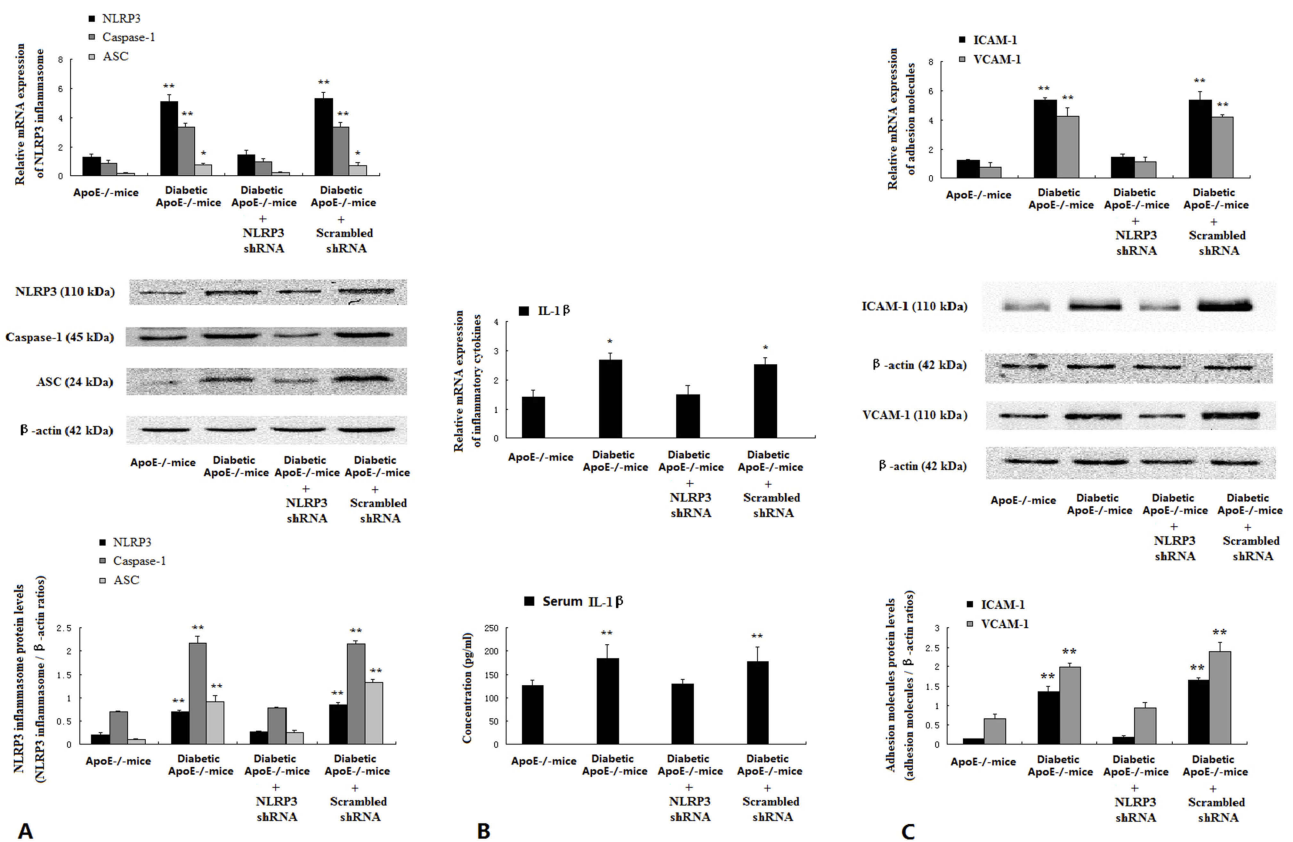 NLRP3
Caspase-1
ASC
Relative mRNA expression
of NLRP3 inflammasome
8
6
4
2
0
**
**
*
**
**
*
ApoE-/-mice
Diabetic
ApoE-/-mice
Diabetic
ApoE-/-mice
+
NLRP3
shRNA
Diabetic
ApoE-/-mice
+
Scrambled
shRNA
NLRP3 (110 kDa)
Caspase-1 (45 kDa)
ASC (24 kDa)
β-actin (42 kDa)
ApoE-/-mice
Diabetic
ApoE-/-mice
Diabetic
ApoE-/-mice
+
NLRP3
shRNA
Diabetic
ApoE-/-mice
+
Scrambled
shRNA
NLRP3
Caspase-1
ASC
NLRP3 inflammasome protein levels
(NLRP3 inflammasome / β-actin ratios)
2.5
2
1.5
1
0.5
0
**
**
**
**
**
**
ApoE-/-mice
Diabetic
ApoE-/-mice
Diabetic
ApoE-/-mice
+
NLRP3
shRNA
Diabetic
ApoE-/-mice
+
Scrambled
shRNA
A
IL-1β
Relative mRNA expression
of inflammatory cytokines
4
3
2
1
0
*
*
ApoE-/-mice
Diabetic
ApoE-/-mice
Diabetic
ApoE-/-mice
+
NLRP3
shRNA
Diabetic
ApoE-/-mice
+
Scrambled
shRNA
Serum IL-1β
Concentration (pg/ml)
250
200
150
100
50
0
**
**
ApoE-/-mice
Diabetic
ApoE-/-mice
Diabetic
ApoE-/-mice
+
NLRP3
shRNA
Diabetic
ApoE-/-mice
+
Scrambled
shRNA
B
ICAM-1
VCAM-1
Relative mRNA expression
of adhesion molecules
8
6
4
2
0
**
**
**
**
ApoE-/-mice
Diabetic
ApoE-/-mice
Diabetic
ApoE-/-mice
+
NLRP3
shRNA
Diabetic
ApoE-/-mice
+
Scrambled
shRNA
ICAM-1 (110 kDa)
β-actin (42 kDa)
VCAM-1 (110 kDa)
β-actin (42 kDa)
ApoE-/-mice
Diabetic
ApoE-/-mice
Diabetic
ApoE-/-mice
+
NLRP3
shRNA
Diabetic
ApoE-/-mice
+
Scrambled
shRNA
ICAM-1
VCAM-1
Adhesion molecules protein levels
(adhesion molecules / β-actin ratios)
3
2.5
2
1.5
1
0.5
0
**
**
**
**
ApoE-/-mice
Diabetic
ApoE-/-mice
Diabetic
ApoE-/-mice
+
NLRP3
shRNA
Diabetic
ApoE-/-mice
+
Scrambled
shRNA
C